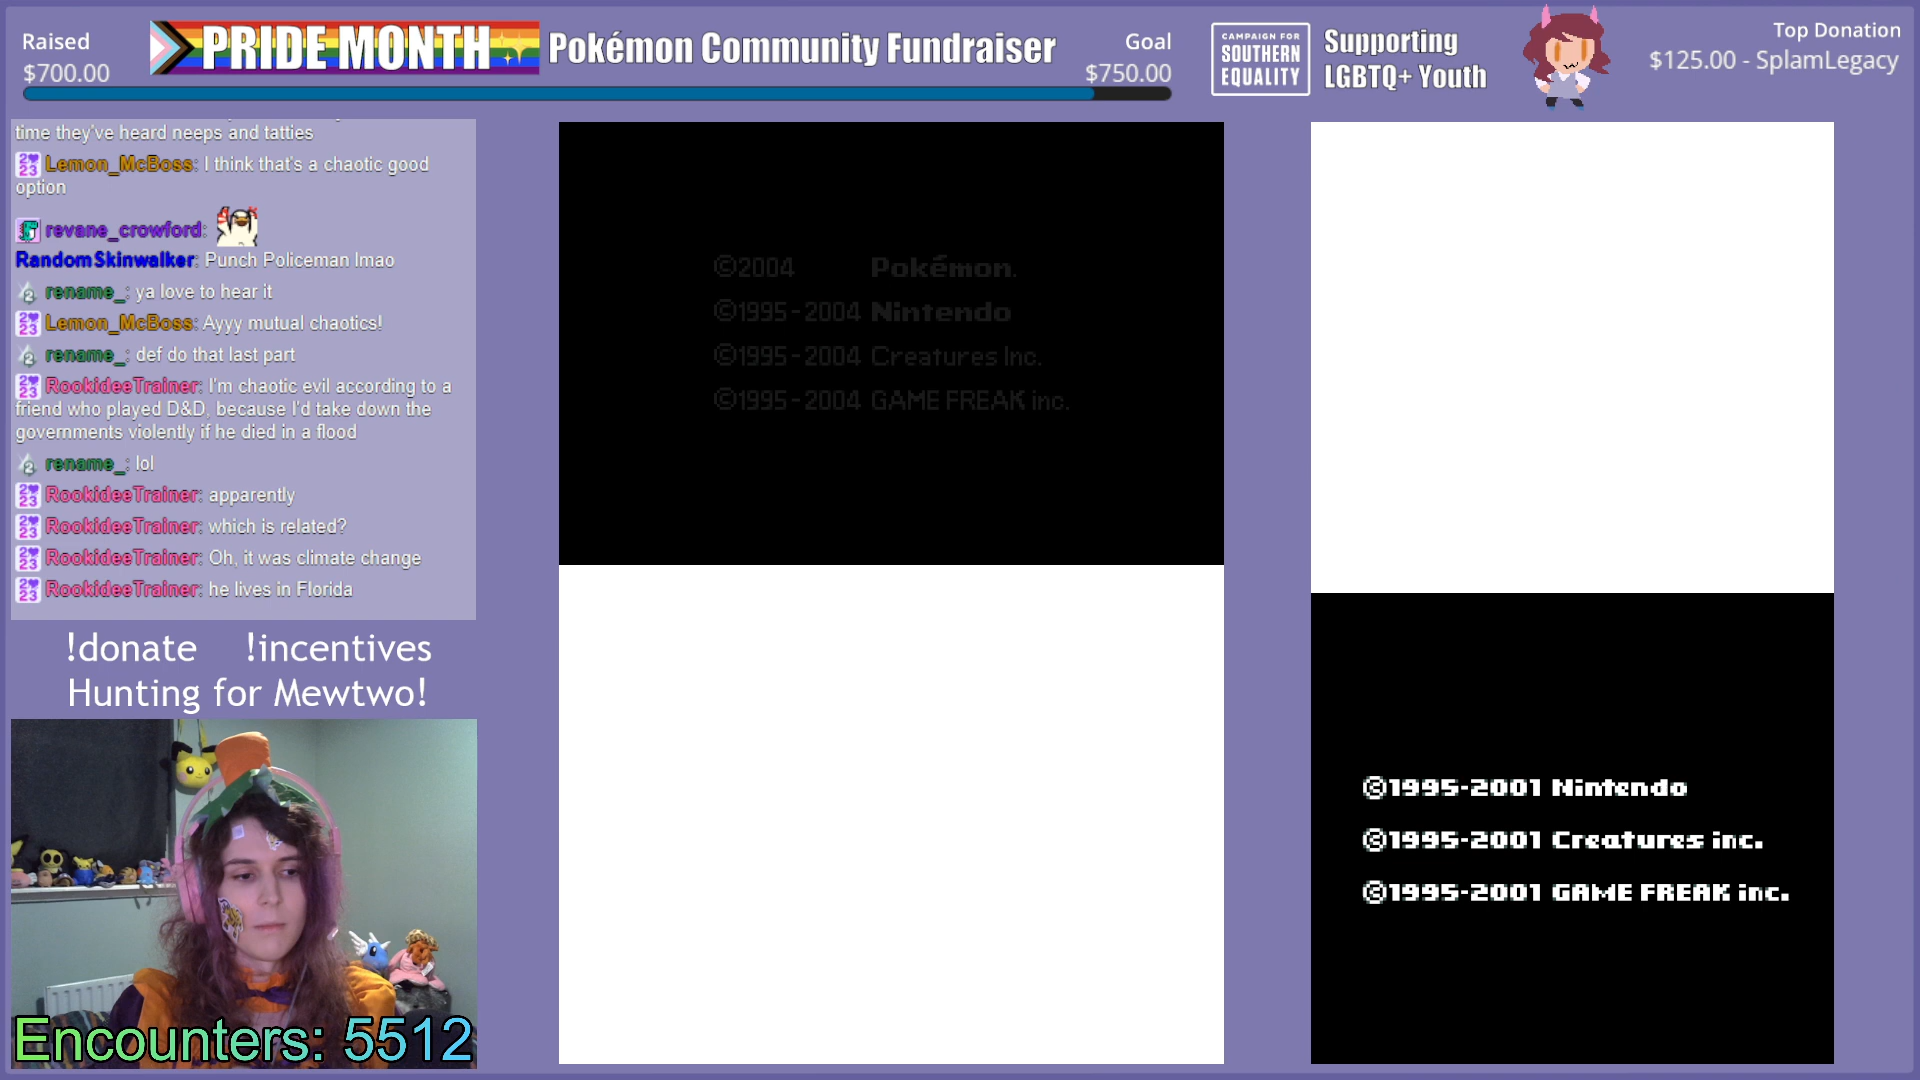 Raised
$700.00
PRIDE MONTH
Pokémon Community Fundraiser
Goal
$750.00
CAMPAIGN FOR
SOUTHERN
EQUALITY
Supporting
LGBTQ+ Youth
Top Donation
$125.00 - SplamLegacy
time they've heard neeps and tatties
Lemon_McBoss: I think that's a chaotic good
option
revane_crowford:
RandomSkinwalker: Punch Policeman lmao
rename_: ya love to hear it
Lemon_McBoss: Ayyy mutual chaotics!
rename_: def do that last part
RookideeTrainer: I'm chaotic evil according to a
friend who played D&D, because I'd take down the
governments violently if he died in a flood
rename_: lol
RookideeTrainer: apparently
RookideeTrainer: which is related?
RookideeTrainer: Oh, it was climate change
RookideeTrainer: he lives in Florida
!donate !incentives
Hunting for Mewtwo!
Encounters: 5512
©2004 Pokémon.
©1995-2004 Nintendo
©1995-2004 Creatures Inc.
©1995-2004 GAME FREAK inc.
©1995-2001 Nintendo
©1995-2001 Creatures inc.
©1995-2001 GAME FREAK inc.